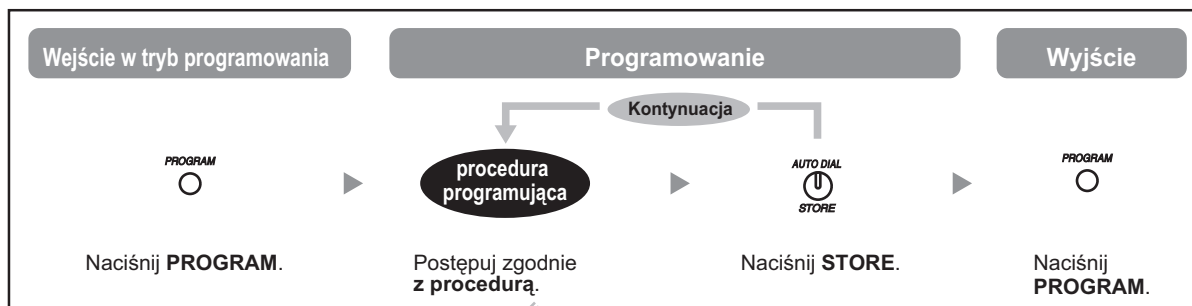 Wejście w tryb programowania
Programowanie
Wyjście
Kontynuacja
PROGRAM
procedura
programująca
AUTO DIAL
STORE
PROGRAM
Naciśnij PROGRAM.
Postępuj zgodnie
z procedurą.
Naciśnij STORE.
Naciśnij
PROGRAM.